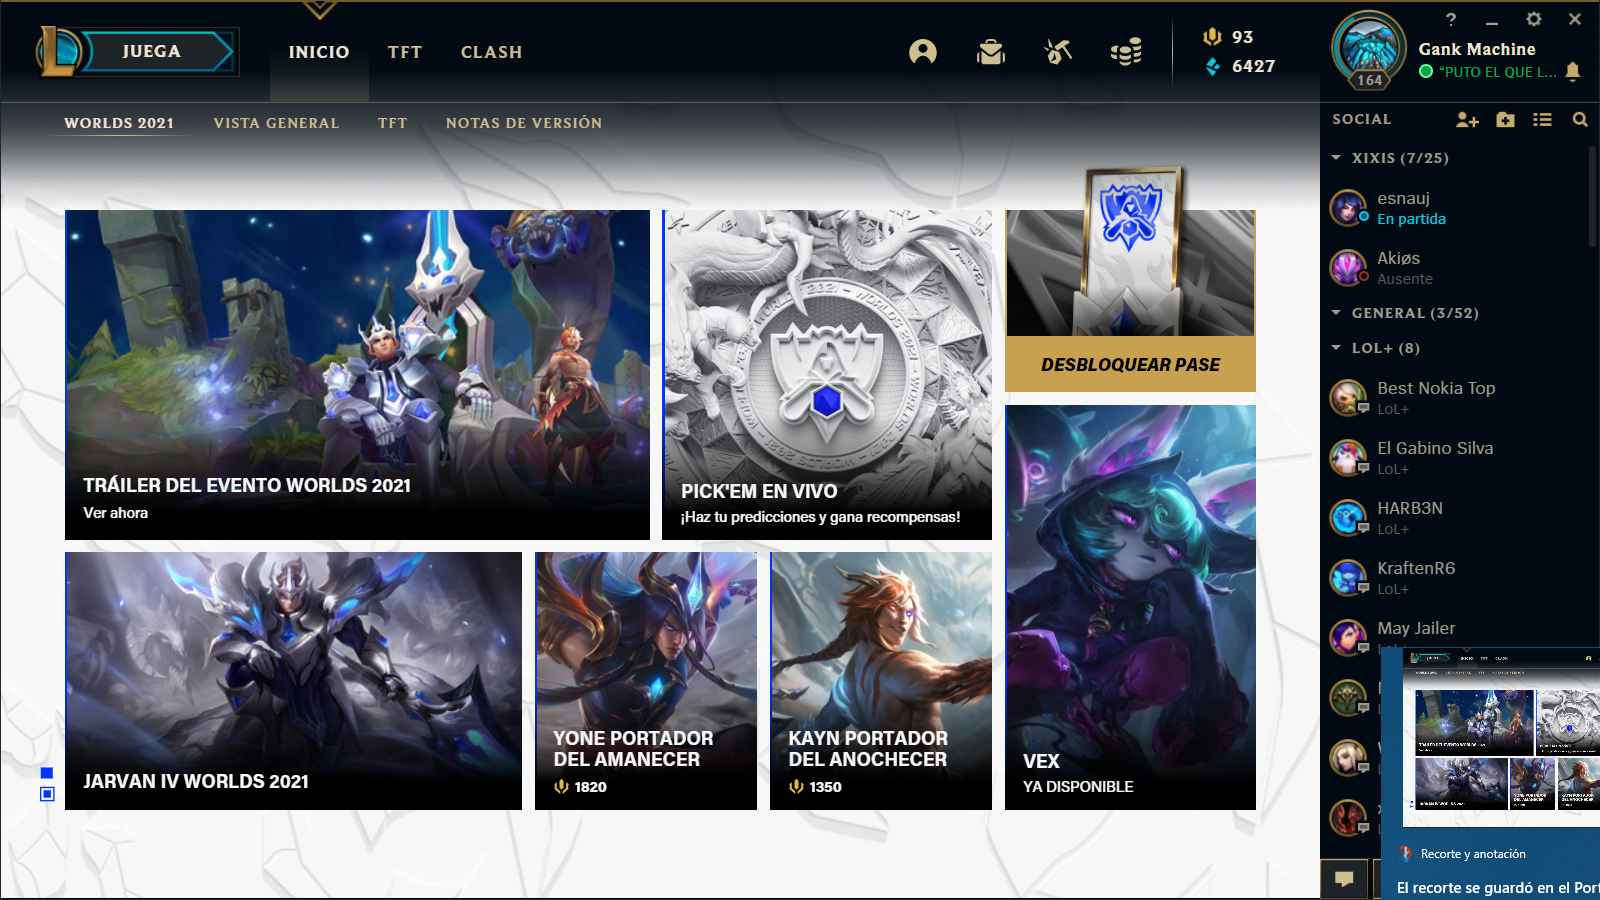 JUEGA
INICIO
TFT
CLASH
93
6427
?
164
Gank Machine
“PUTO EL QUE L...
WORLDS 2021
VISTA GENERAL
TFT
NOTAS DE VERSIÓN
SOCIAL
XIXIS (7/25)
esnauj
En partida
Akiøs
Ausente
GENERAL (3/52)
LOL+ (8)
Best Nokia Top
LoL+
El Gabino Silva
LoL+
HARB3N
LoL+
KraftenR6
LoL+
May Jailer
TRÁILER DEL EVENTO WORLDS 2021
Ver ahora
WORLDS 2021
PICK'EM EN VIVO
¡Haz tu predicciones y gana recompensas!
DESBLOQUEAR PASE
JARVAN IV WORLDS 2021
YONE PORTADOR
DEL AMANECER
1820
KAYN PORTADOR
DEL ANOCHECER
1350
VEX
YA DISPONIBLE
Recorte y anotación
El recorte se guardó en el Port